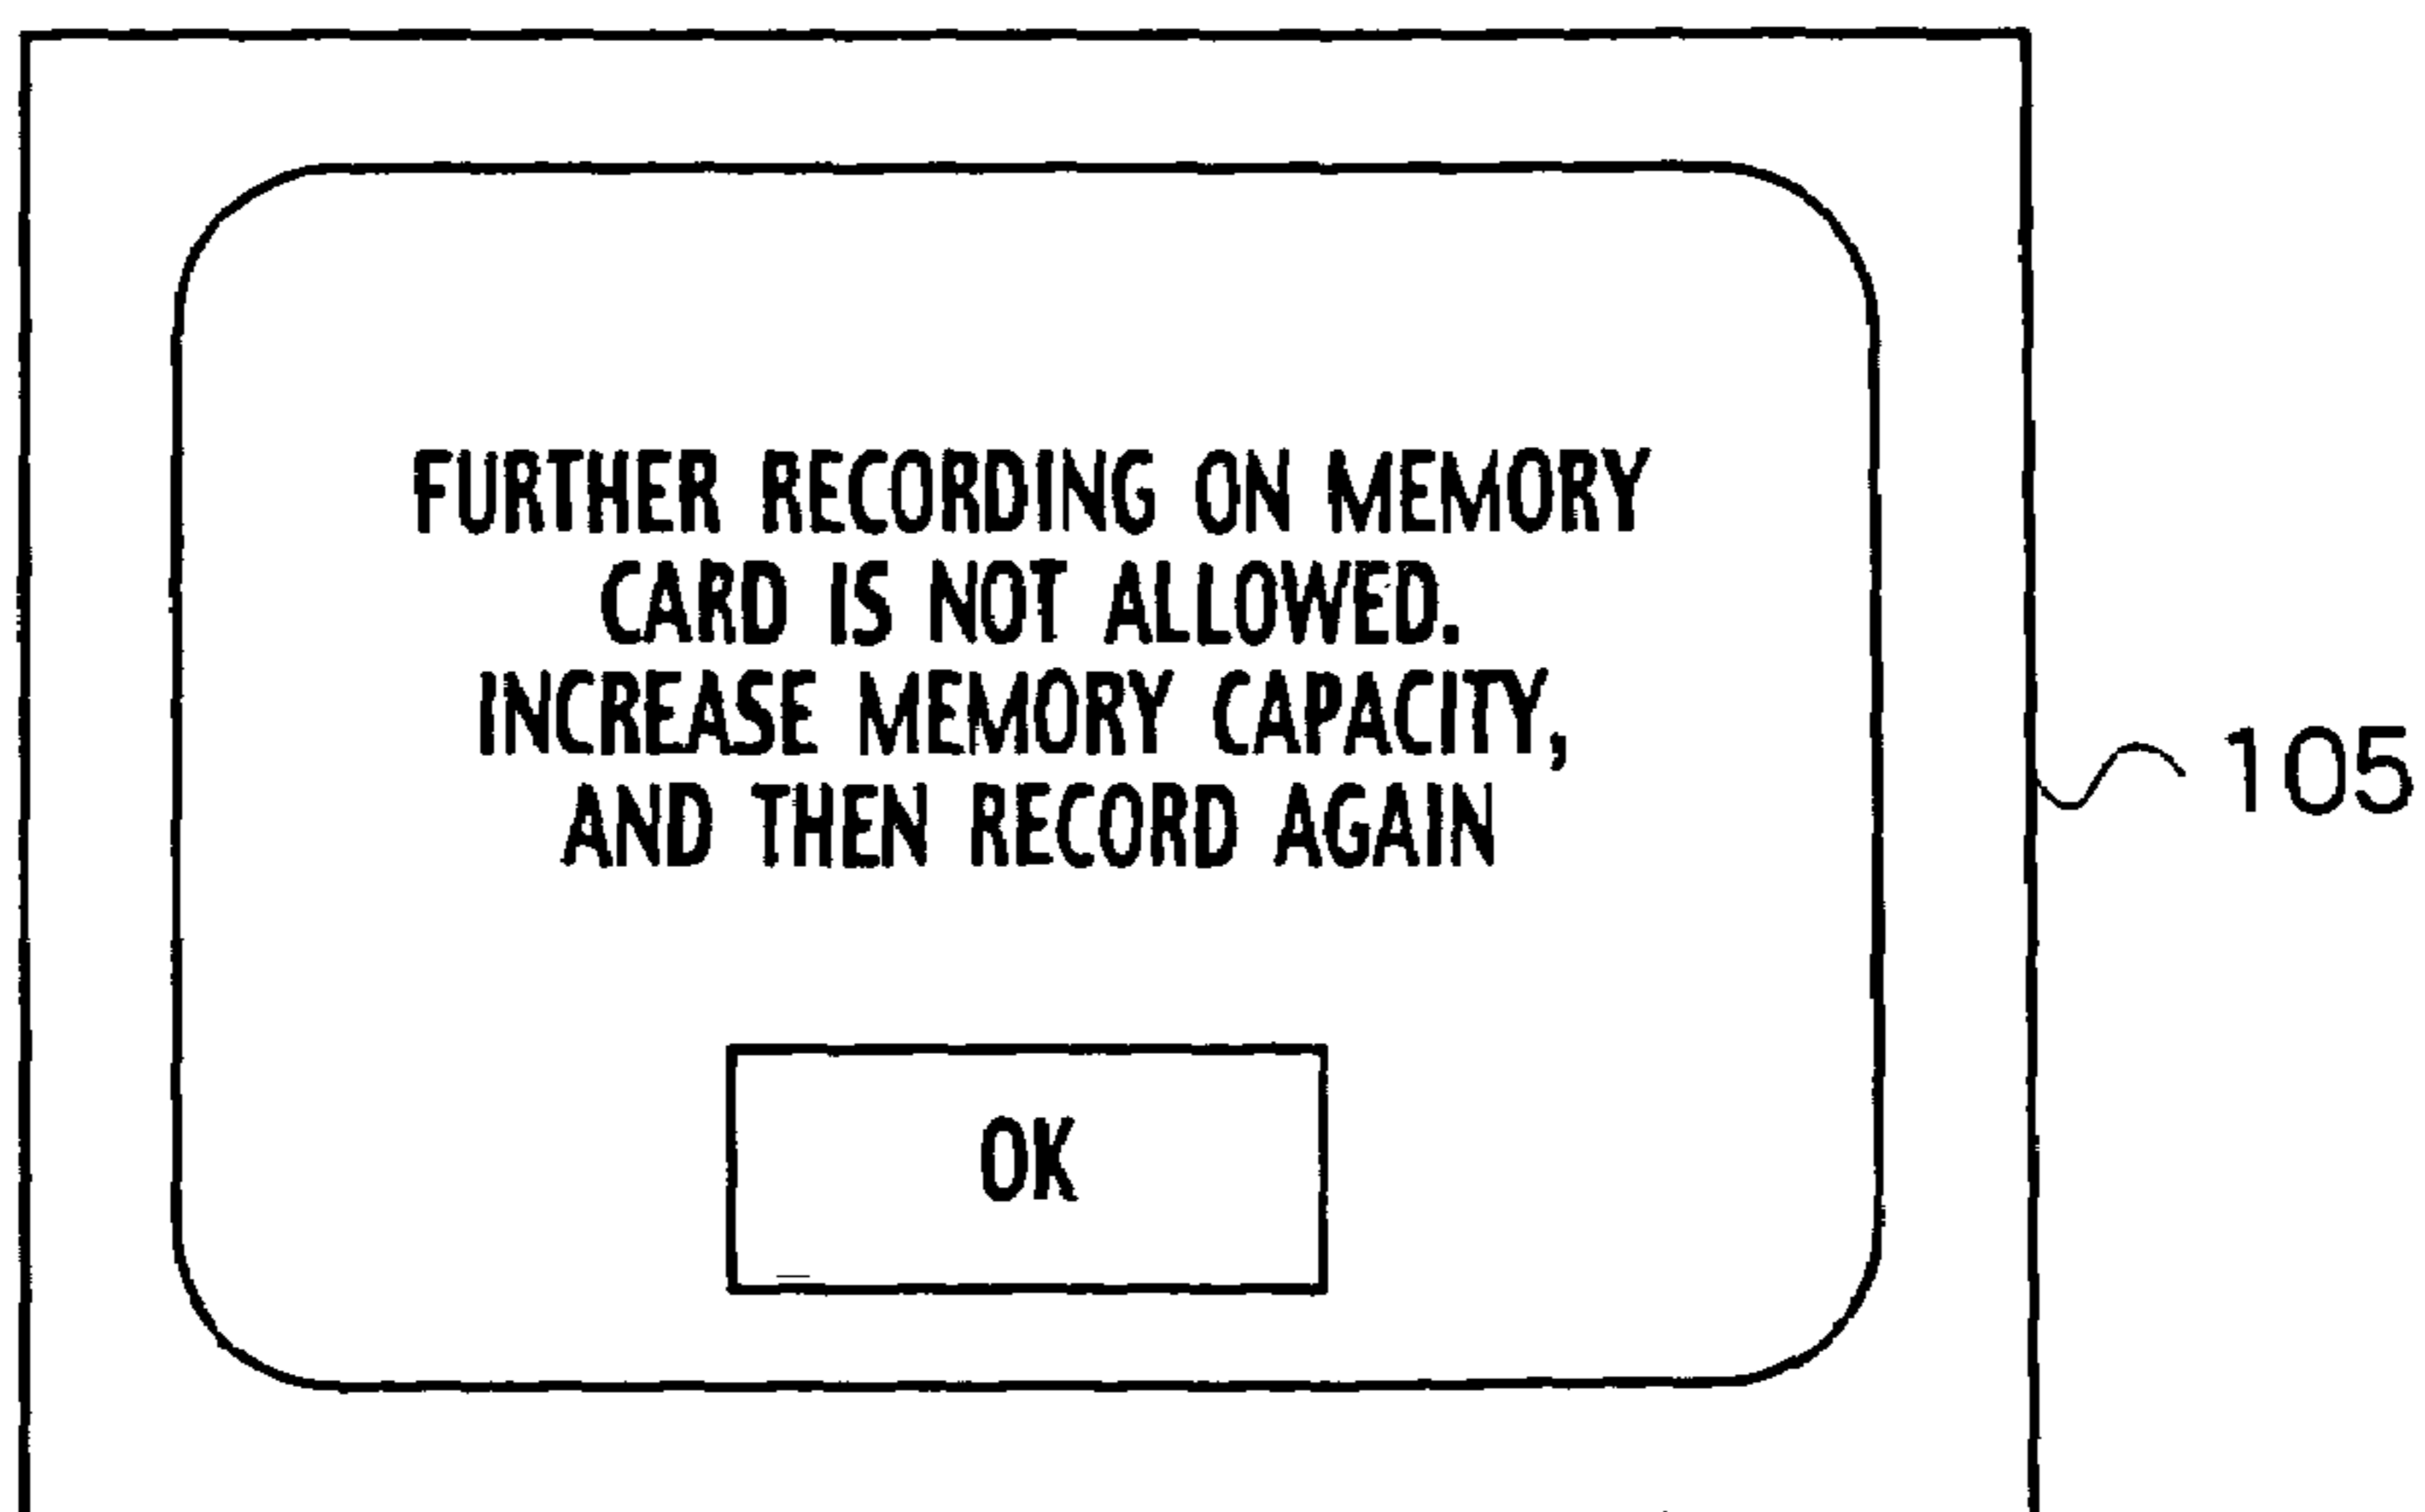 FURTHER RECORDING ON MEMORY
CARD IS NOT ALLOWED.
INCREASE MEMORY CAPACITY,
AND THEN RECORD AGAIN
105
OK